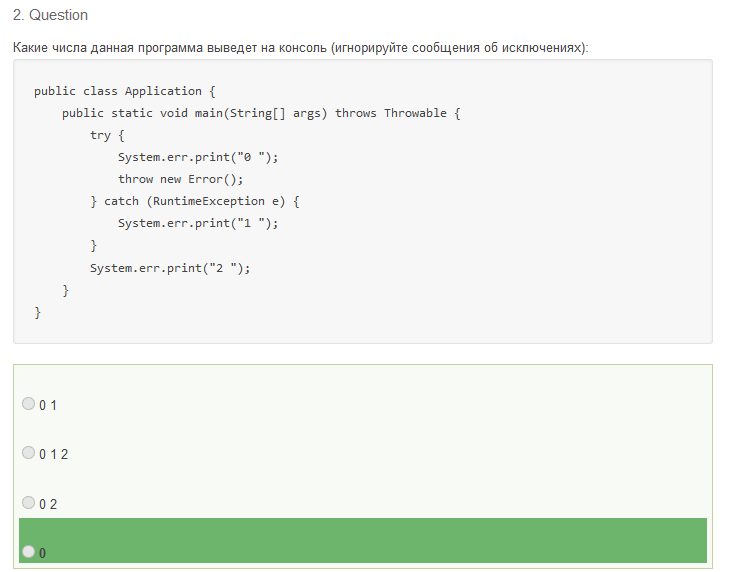 2. Question
Какие числа данная программа выведет на консоль (игнорируйте сообщения об исключениях):
public class Application {
    public static void main(String[] args) throws Throwable {
        try {
            System.err.print("0 ");
            throw new Error();
        } catch (RuntimeException e) {
            System.err.print("1 ");
        }
        System.err.print("2 ");
    }
}
0 1
0 1 2
0 2
0